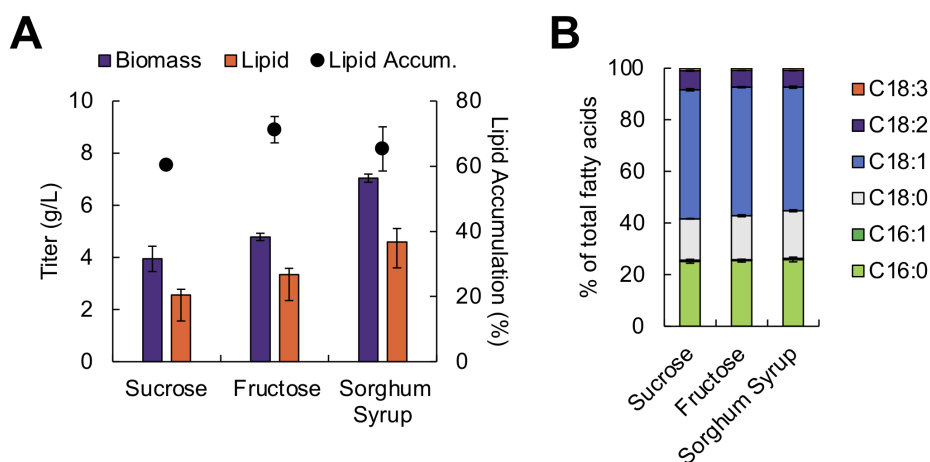 A
Biomass Lipid Lipid Accum.
10
8
6
4
2
0
Titer (g/L)
80
60
40
20
0
Lipid Accumulation (%)
Sucrose Fructose Sorghum Syrup
B
100
80
60
40
20
0
% of total fatty acids
Sucrose
Fructose
Sorghum Syrup
C18:3
C18:2
C18:1
C18:0
C16:1
C16:0